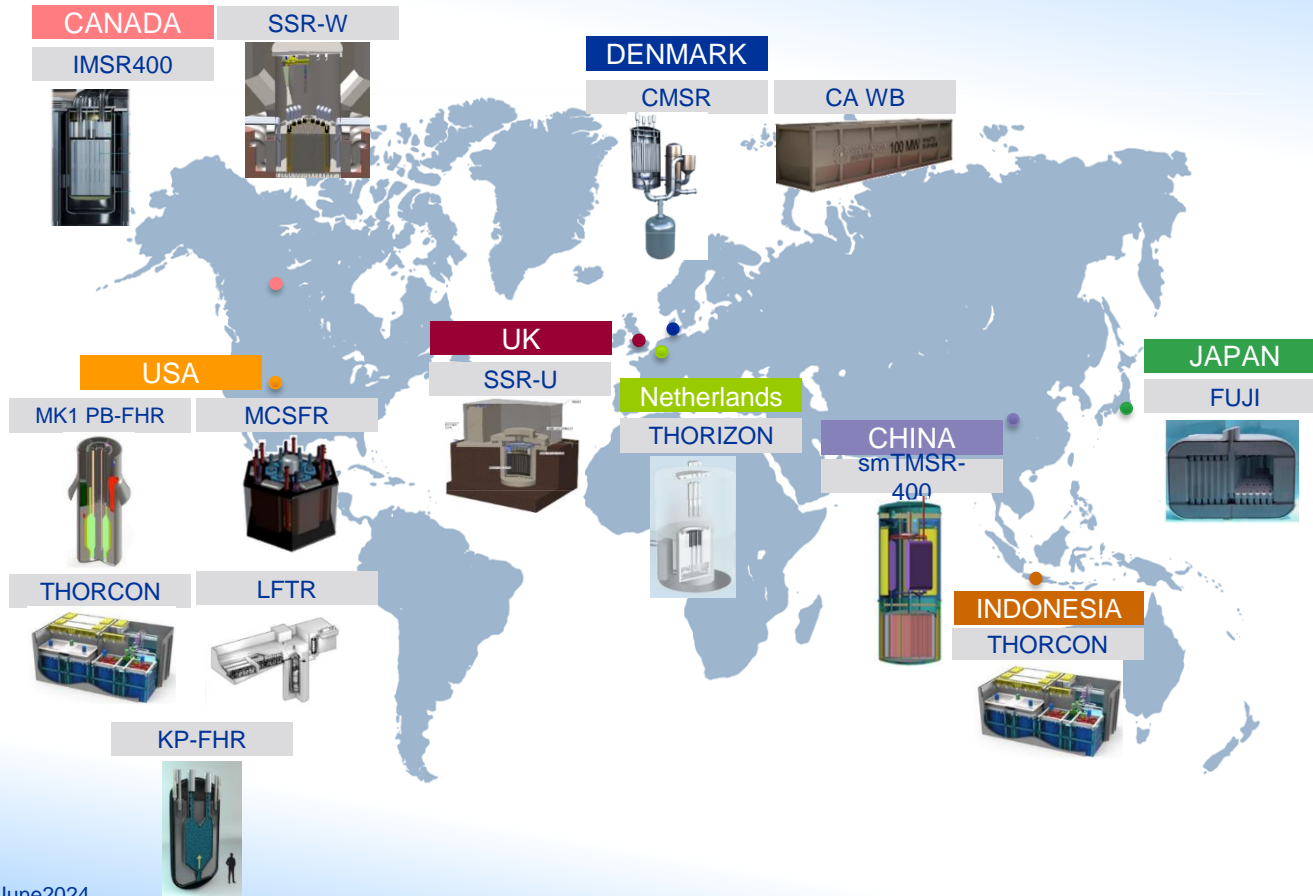 CANADA
SSR-W
IMSR400
DENMARK
CMSR
CA WB
100 MW
UK
SSR-U
USA
MK1 PB-FHR
MCSFR
Netherlands
THORIZON
CHINA
smTMSR-
400
JAPAN
FUJI
THORCON
LFTR
INDONESIA
THORCON
KP-FHR
June2024